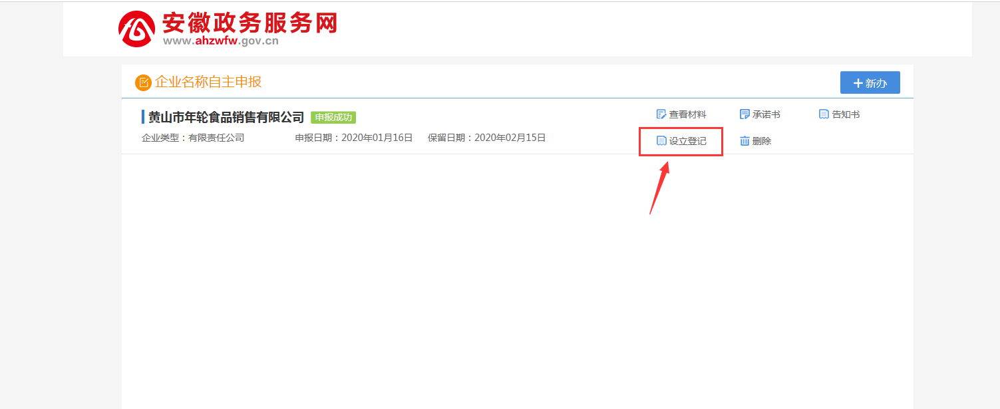 安徽政务服务网
www.ahzwfw.gov.cn
企业名称自主申报
新办
黄山市年轮食品销售有限公司 申报成功
查看材料 承诺书 告知书
企业类型：有限责任公司 申报日期：2020年01月16日 保留日期：2020年02月15日
设立登记 删除